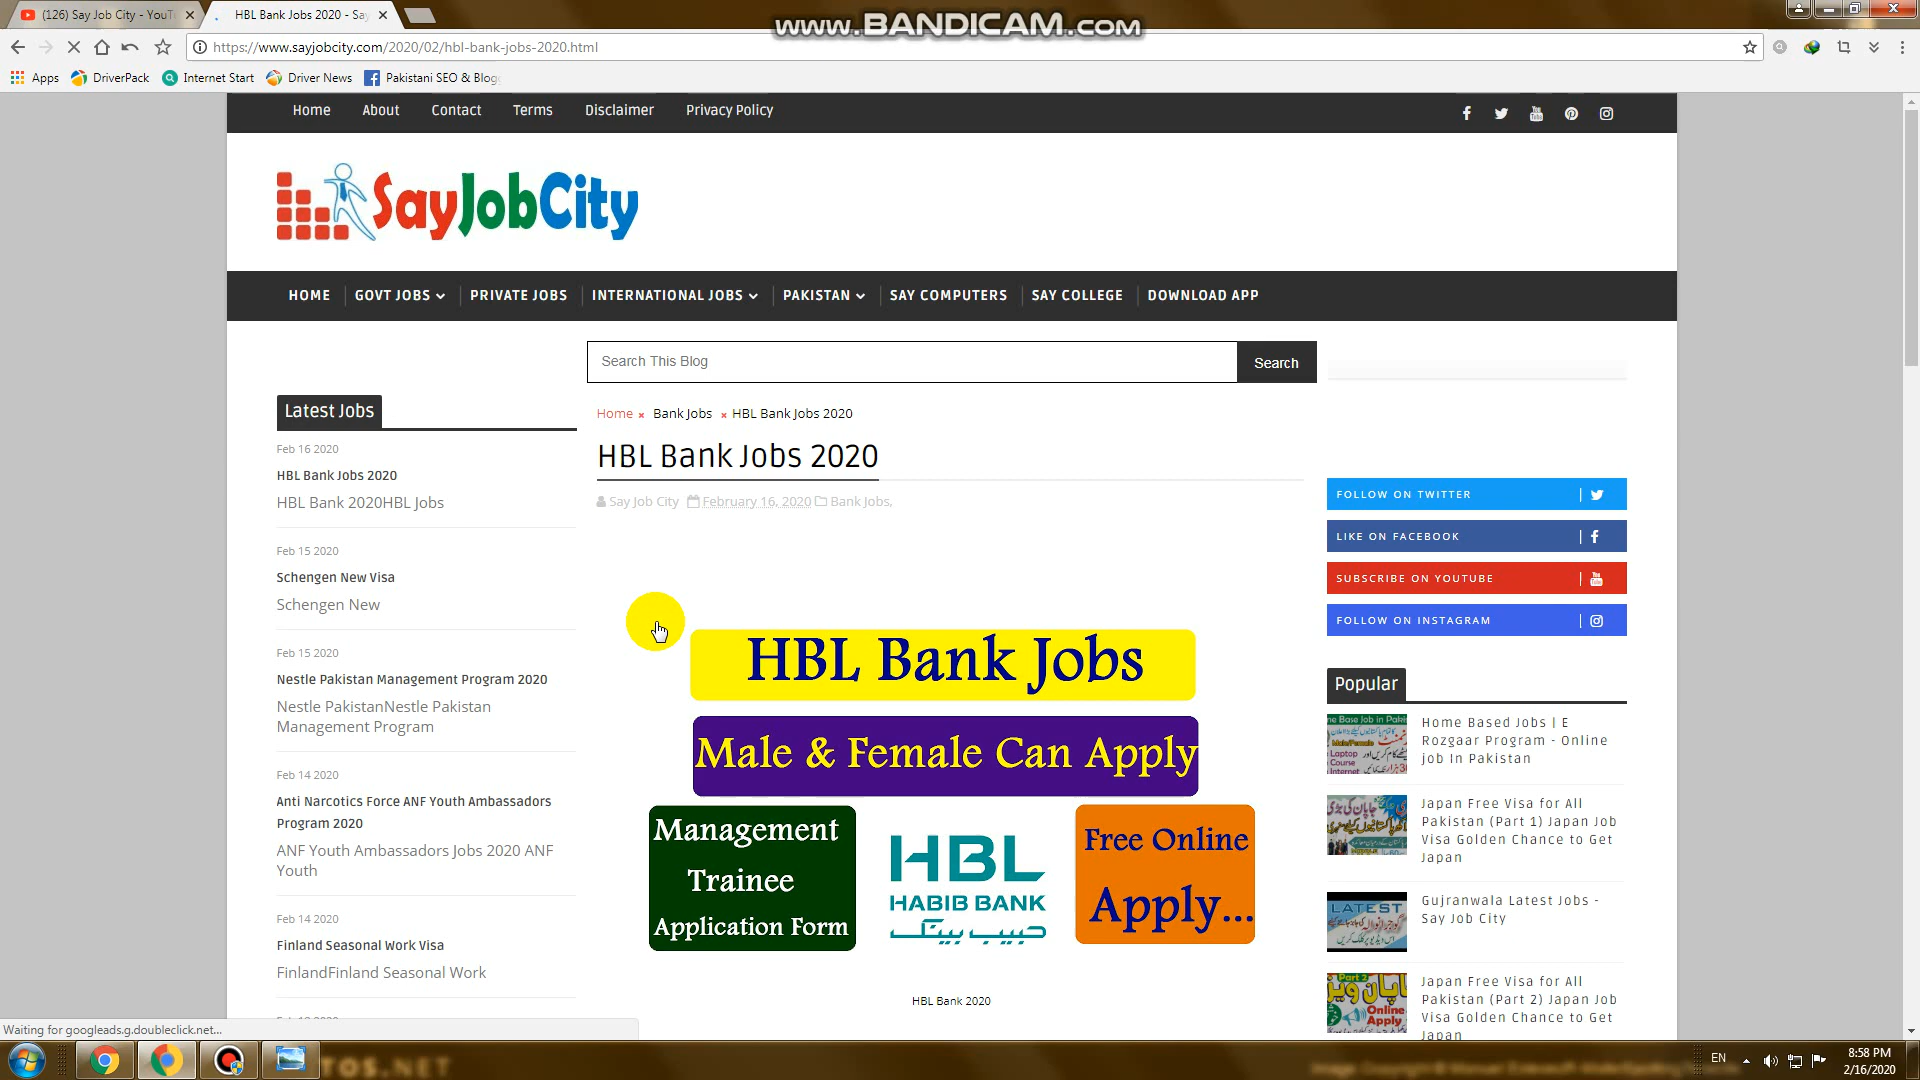 (126) Say Job City - YouT
HBL Bank Jobs 2020 - Say
www.BANDICAM.com
https://www.sayjobcity.com/2020/02/hbl-bank-jobs-2020.html
Apps
DriverPack
Internet Start
Driver News
Pakistani SEO & Blog
Home
About
Contact
Terms
Disclaimer
Privacy Policy
SayJobCity
HOME
GOVT JOBS
PRIVATE JOBS
INTERNATIONAL JOBS
PAKISTAN
SAY COMPUTERS
SAY COLLEGE
DOWNLOAD APP
Search This Blog
Search
Latest Jobs
Feb 16 2020
HBL Bank Jobs 2020
HBL Bank 2020HBL Jobs
Feb 15 2020
Schengen New Visa
Schengen New
Feb 15 2020
Nestle Pakistan Management Program 2020
Nestle PakistanNestle Pakistan
Management Program
Feb 14 2020
Anti Narcotics Force ANF Youth Ambassadors
Program 2020
ANF Youth Ambassadors Jobs 2020 ANF
Youth
Feb 14 2020
Finland Seasonal Work Visa
FinlandFinland Seasonal Work
Home × Bank Jobs × HBL Bank Jobs 2020
HBL Bank Jobs 2020
Say Job City February 16, 2020 Bank Jobs,
HBL Bank Jobs
Male & Female Can Apply
Management
Trainee
Application Form
HBL
HABIB BANK
حبیب بینک
Free Online
Apply...
HBL Bank 2020
FOLLOW ON TWITTER
LIKE ON FACEBOOK
SUBSCRIBE ON YOUTUBE
FOLLOW ON INSTAGRAM
Popular
Home Based Jobs | E
Rozgaar Program - Online
job In Pakistan
Japan Free Visa for All
Pakistan (Part 1) Japan Job
Visa Golden Chance to Get
Japan
LATEST
Gujranwala Latest Jobs -
Say Job City
Part 2
Online
Apply
Japan Free Visa for All
Pakistan (Part 2) Japan Job
Visa Golden Chance to Get
Japan
Waiting for googleads.g.doubleclick.net...
TOS.NET
EN
8:58 PM
2/16/2020